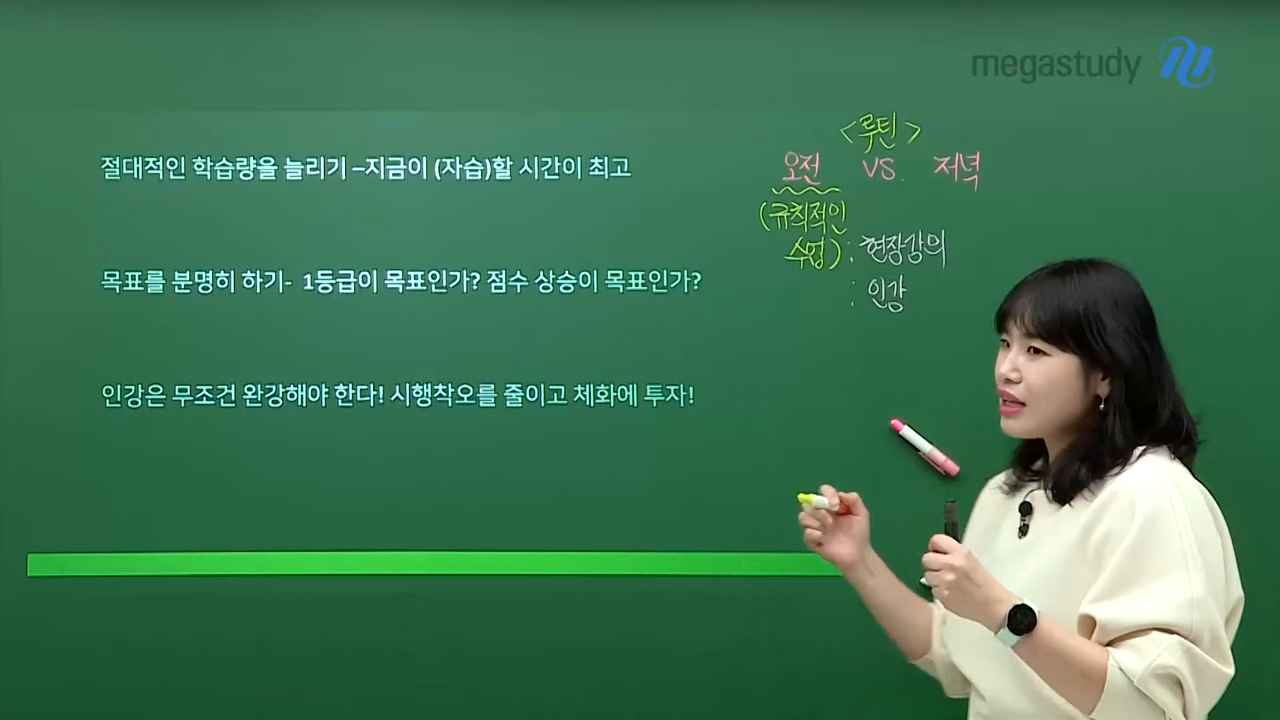 megastudy
절대적인 학습량을 늘리기 –지금이 (자습)할 시간이 최고
목표를 분명히 하기- 1등급이 목표인가? 점수 상승이 목표인가?
인강은 무조건 완강해야 한다! 시행착오를 줄이고 체화에 투자!
<루틴>
오전 VS. 저녁
(규칙적인
수업) : 현장강의
: 인강